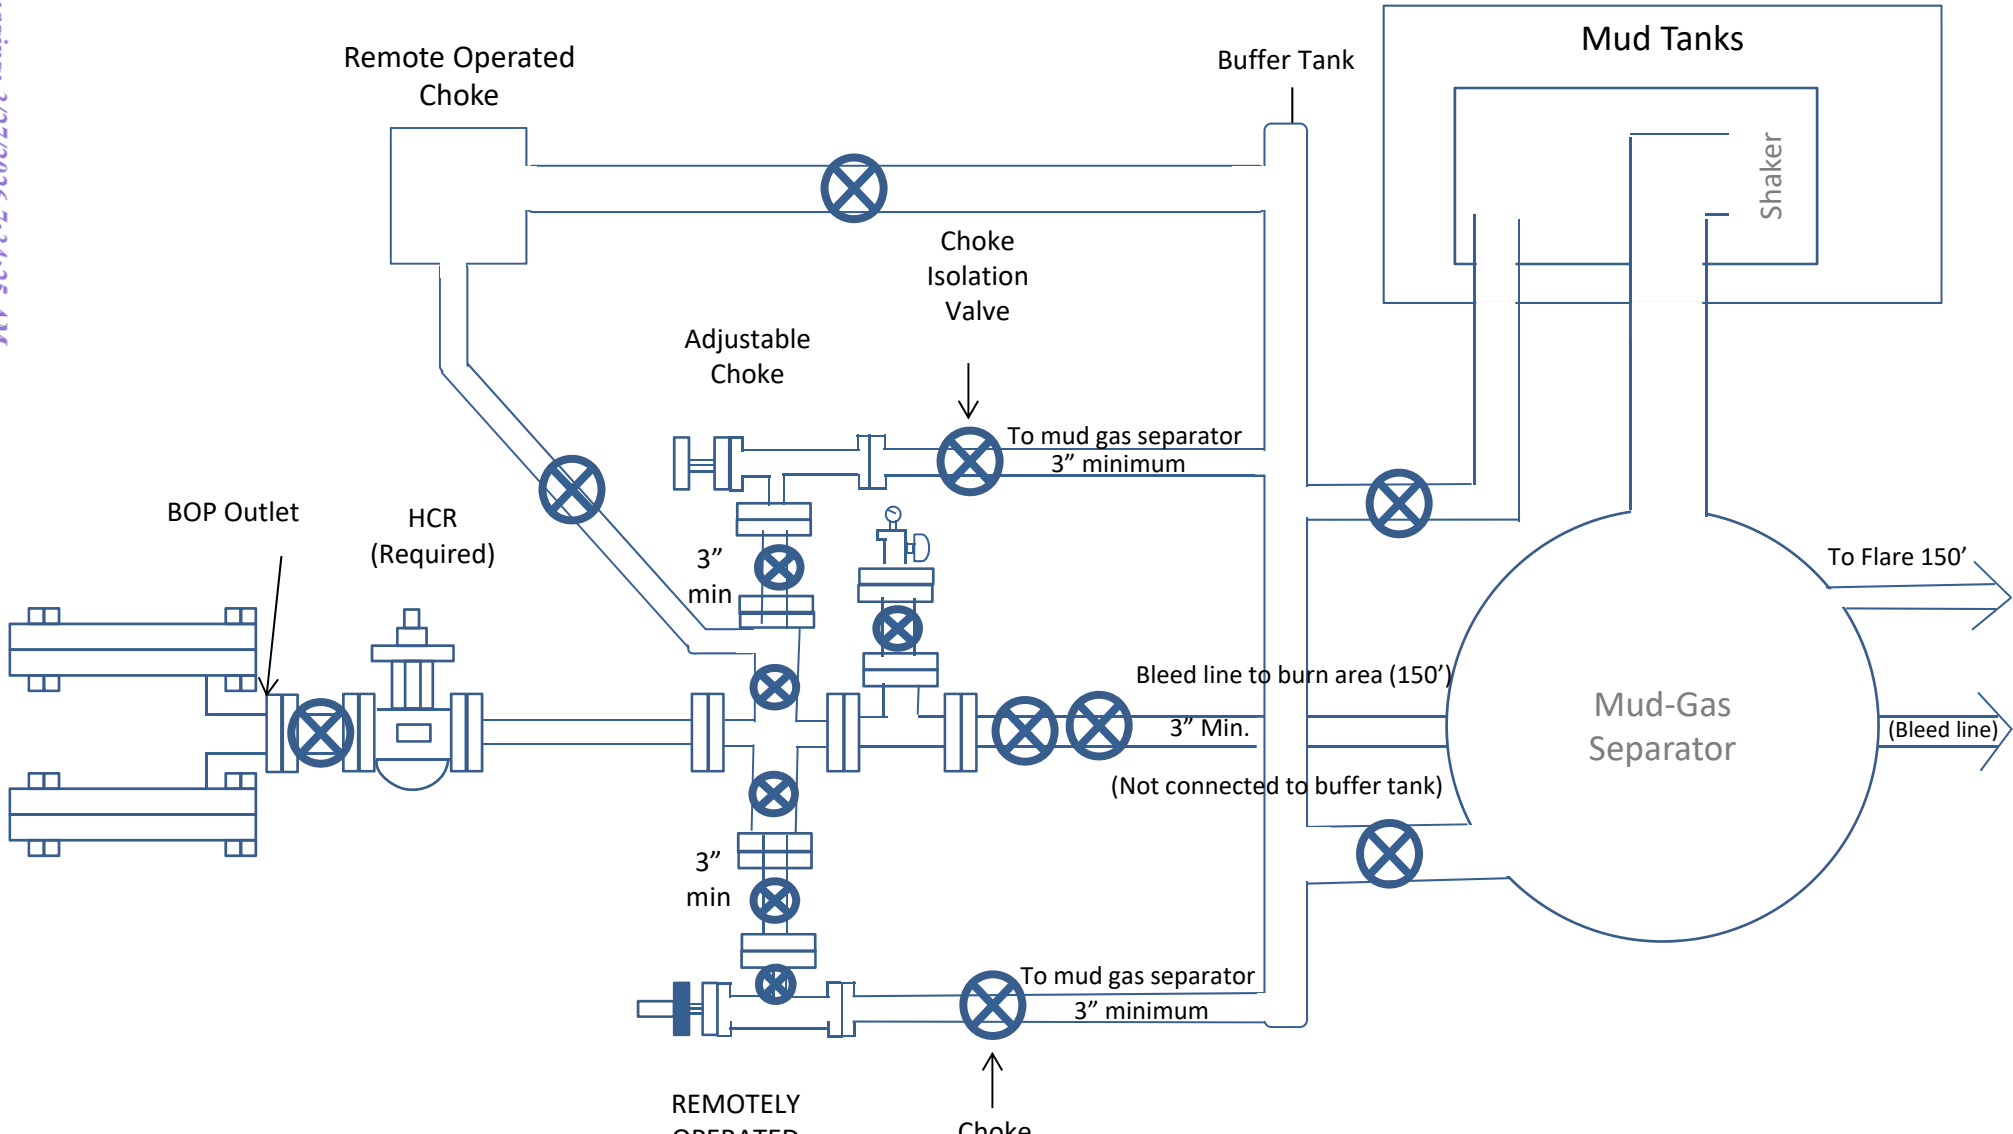 Remote Operated
Choke
Buffer Tank
Mud Tanks
Shaker
Choke
Isolation
Valve
Adjustable
Choke
To mud gas separator
3” minimum
BOP Outlet
HCR
(Required)
3”
min
To Flare 150’
Bleed line to burn area (150’)
3” Min.
(Not connected to buffer tank)
Mud-Gas
Separator
(Bleed line)
3”
min
To mud gas separator
3” minimum
REMOTELY
OPERATED
Choke